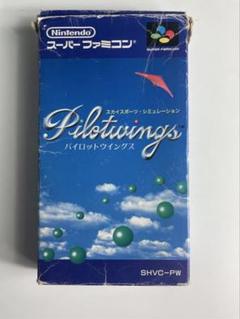 Nintendo
スーパーファミコン®
SUPER FAMICOM
スカイスポーツ・シミュレーション
Pilotwings
パイロットウイングス
SHVC-PW